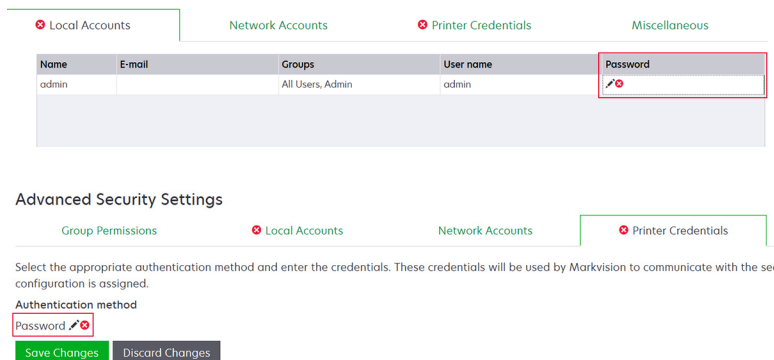 Local Accounts Network Accounts Printer Credentials Miscellaneous
Name E-mail Groups User name Password
admin All Users, Admin admin
Advanced Security Settings
Group Permissions Local Accounts Network Accounts Printer Credentials
Select the appropriate authentication method and enter the credentials. These credentials will be used by Markvision to communicate with the
configuration is assigned.
Authentication method
Password
Save Changes Discard Changes